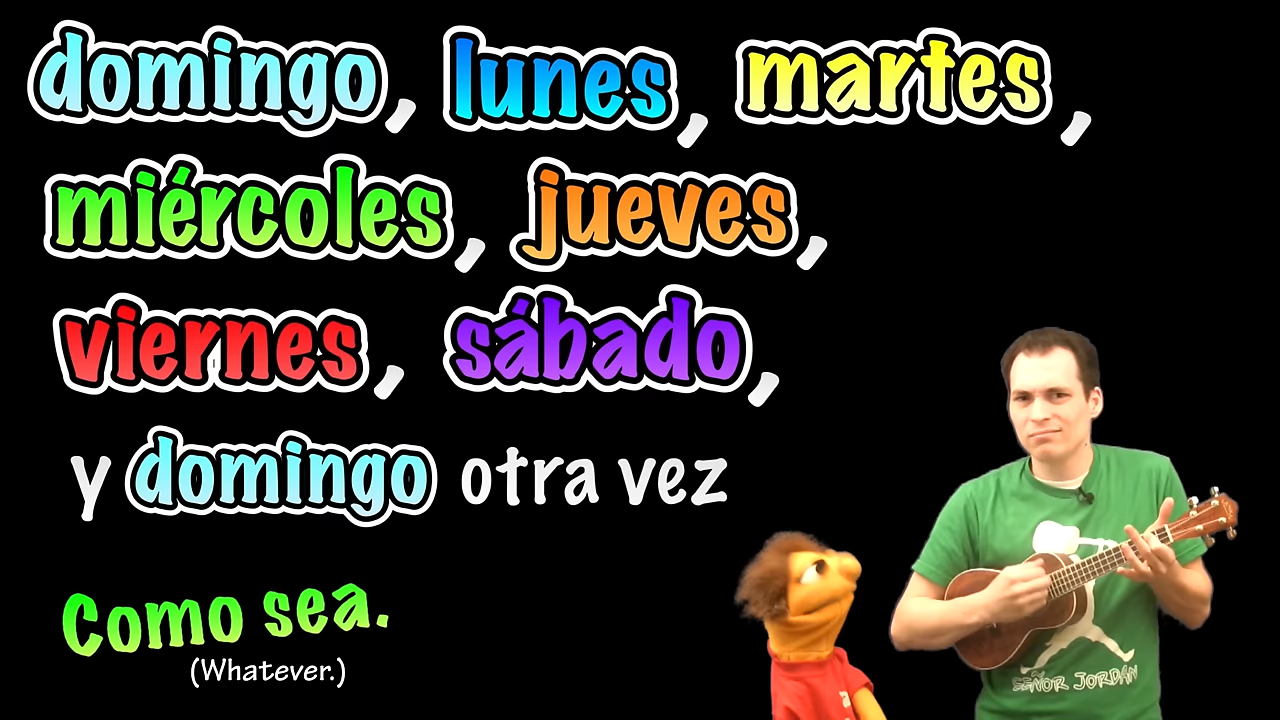 domingo, lunes, martes,
miércoles, jueves,
viernes, sábado,
y domingo otra vez
Como sea.
(Whatever.)
SEÑOR JORDAN